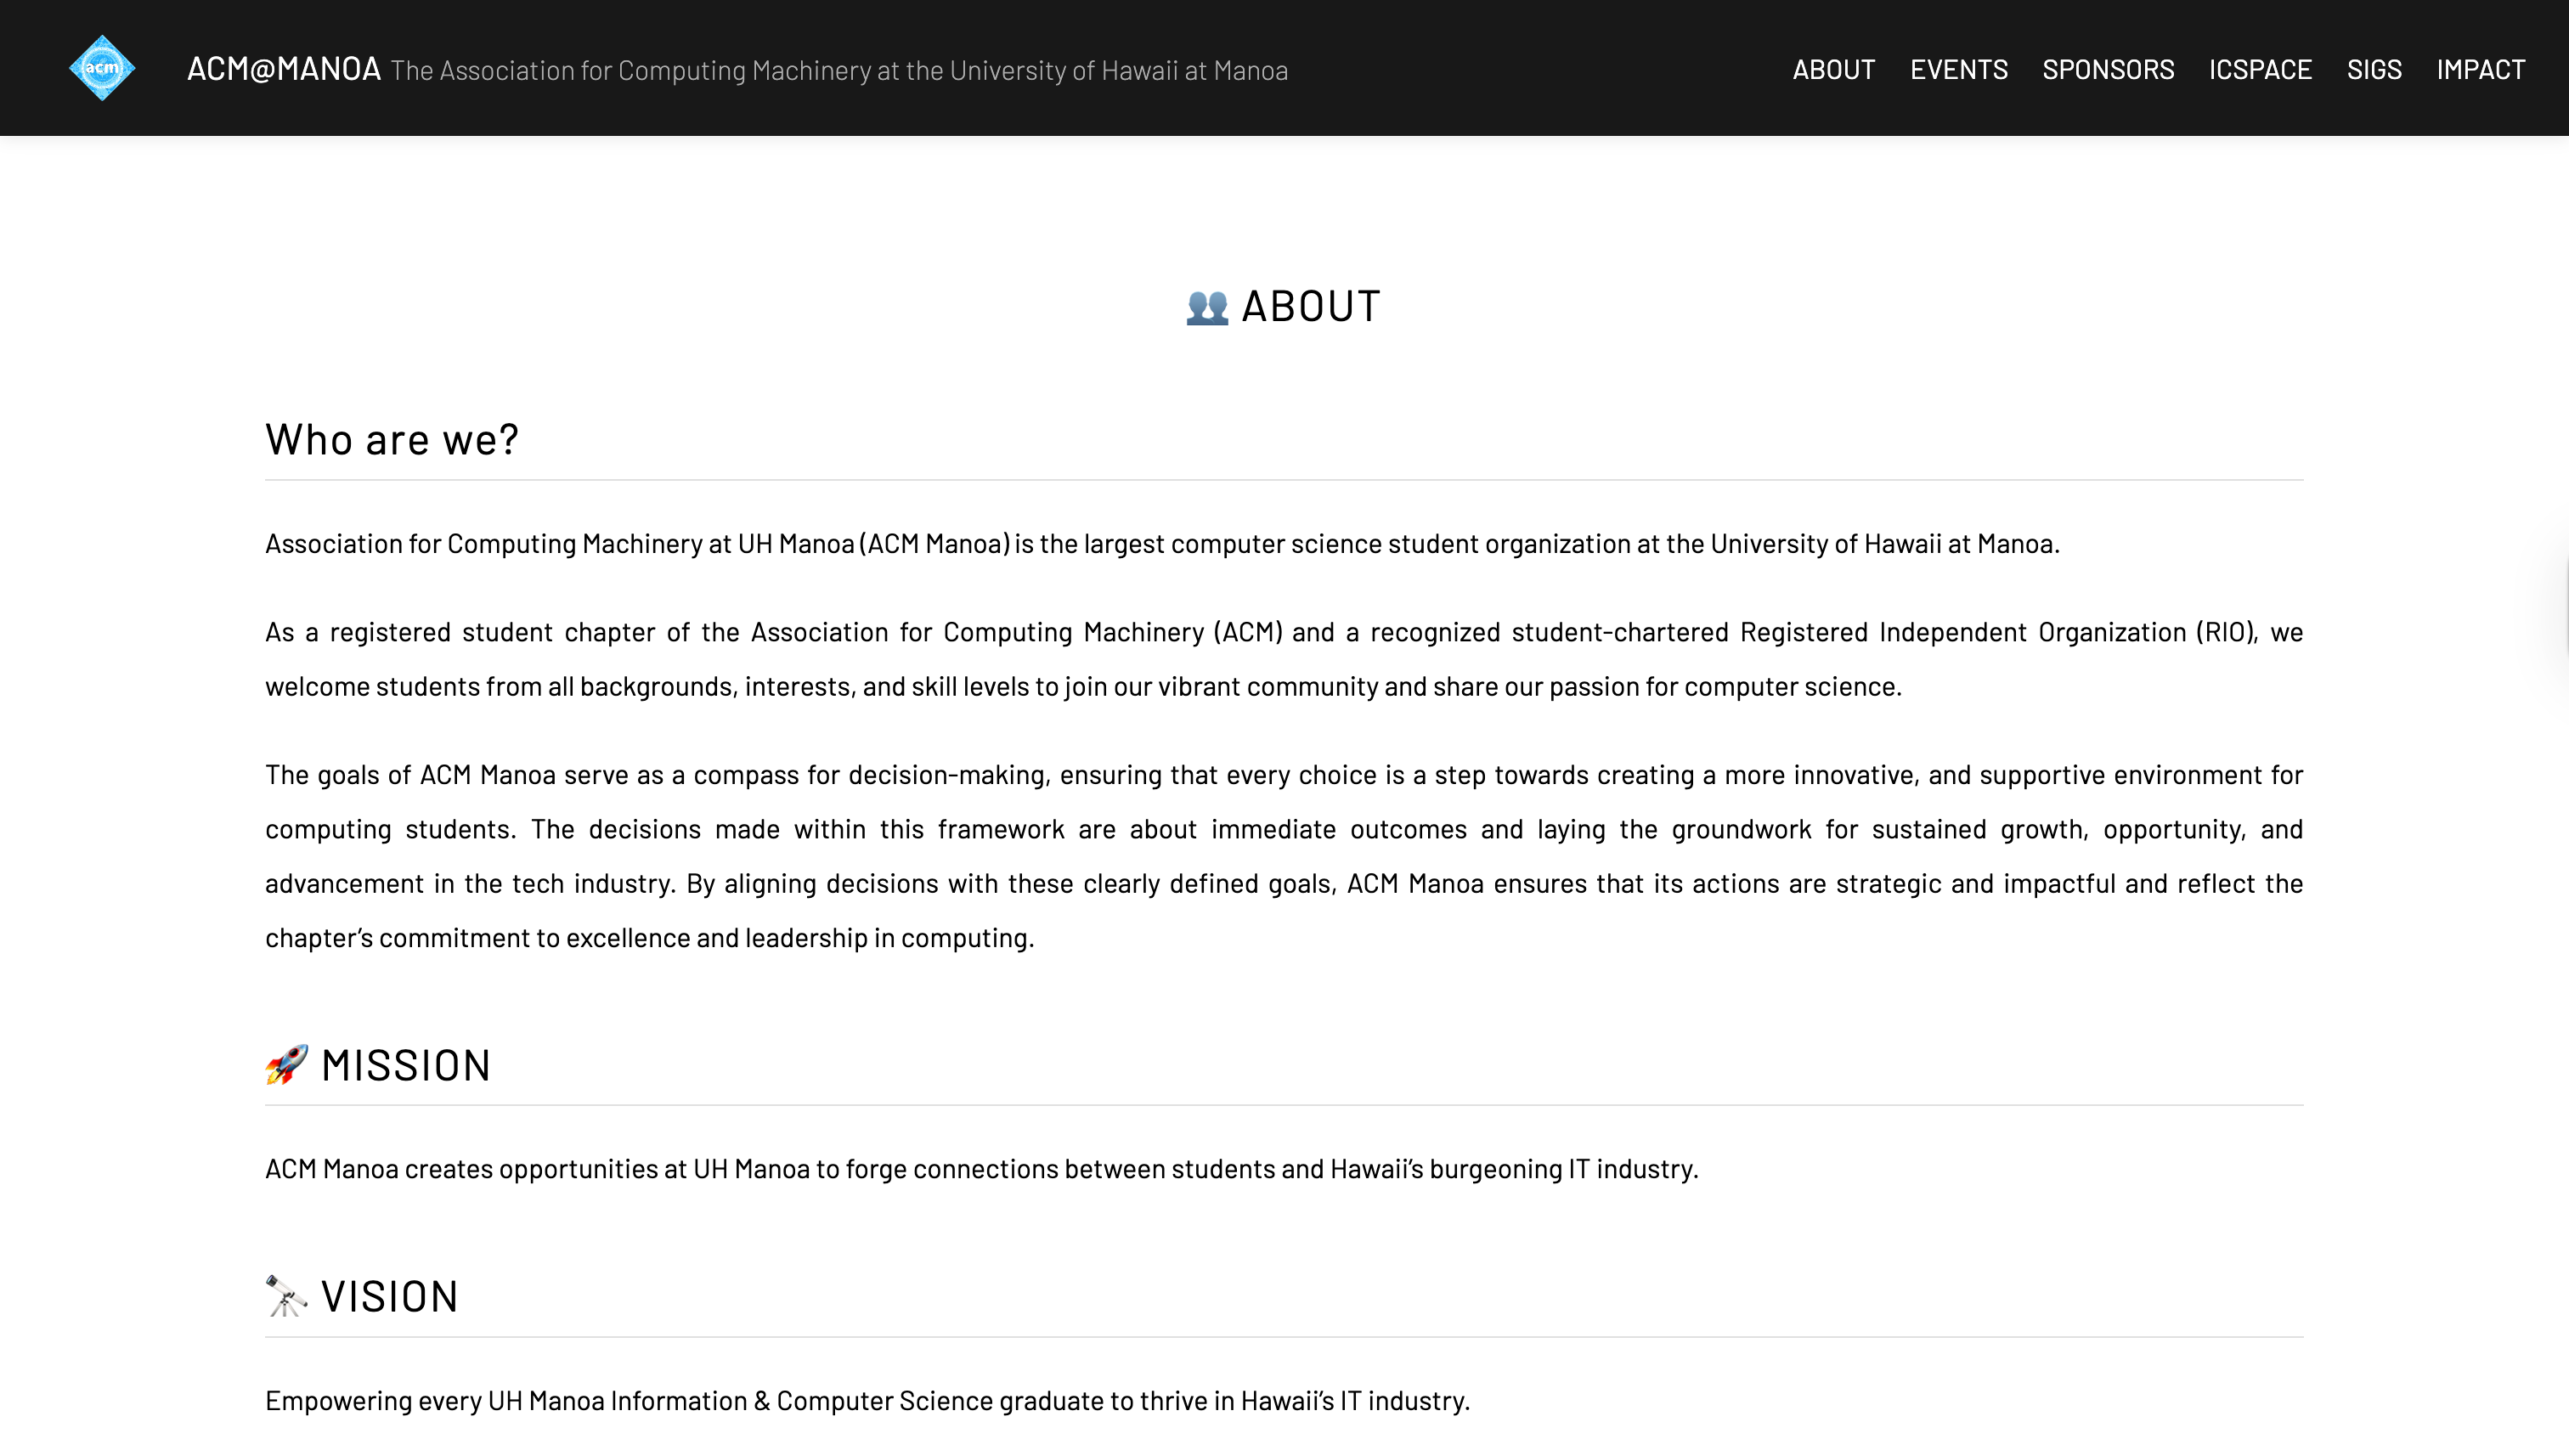 acm
ACM@MANOA The Association for Computing Machinery at the University of Hawaii at Manoa
ABOUT EVENTS SPONSORS ICSPACE SIGS IMPACT
👥 ABOUT
Who are we?
Association for Computing Machinery at UH Manoa (ACM Manoa) is the largest computer science student organization at the University of Hawaii at Manoa.
As a registered student chapter of the Association for Computing Machinery (ACM) and a recognized student-chartered Registered Independent Organization (RIO), we
welcome students from all backgrounds, interests, and skill levels to join our vibrant community and share our passion for computer science.
The goals of ACM Manoa serve as a compass for decision-making, ensuring that every choice is a step towards creating a more innovative, and supportive environment for
computing students. The decisions made within this framework are about immediate outcomes and laying the groundwork for sustained growth, opportunity, and
advancement in the tech industry. By aligning decisions with these clearly defined goals, ACM Manoa ensures that its actions are strategic and impactful and reflect the
chapter’s commitment to excellence and leadership in computing.
🚀 MISSION
ACM Manoa creates opportunities at UH Manoa to forge connections between students and Hawaii’s burgeoning IT industry.
🔭 VISION
Empowering every UH Manoa Information & Computer Science graduate to thrive in Hawaii’s IT industry.